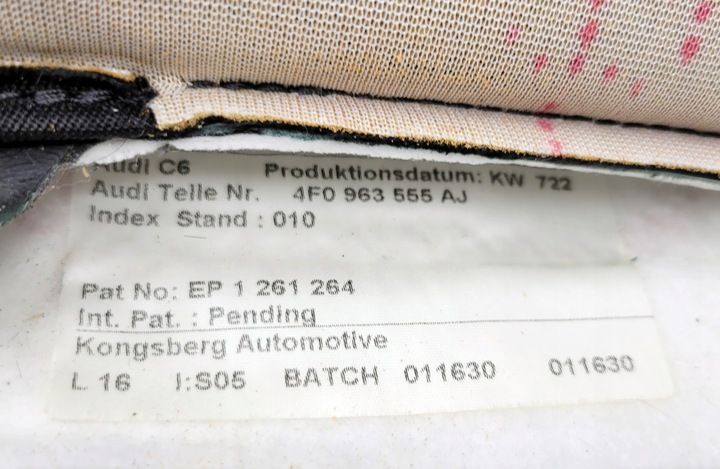 Audi C6 Produktionsdatum: KW 722
Audi Teile Nr. 4F0 963 555 AJ
Index Stand : 010
Pat No: EP 1 261 264
Int. Pat. : Pending
Kongsberg Automotive
L 16 I:S05 BATCH 011630 011630